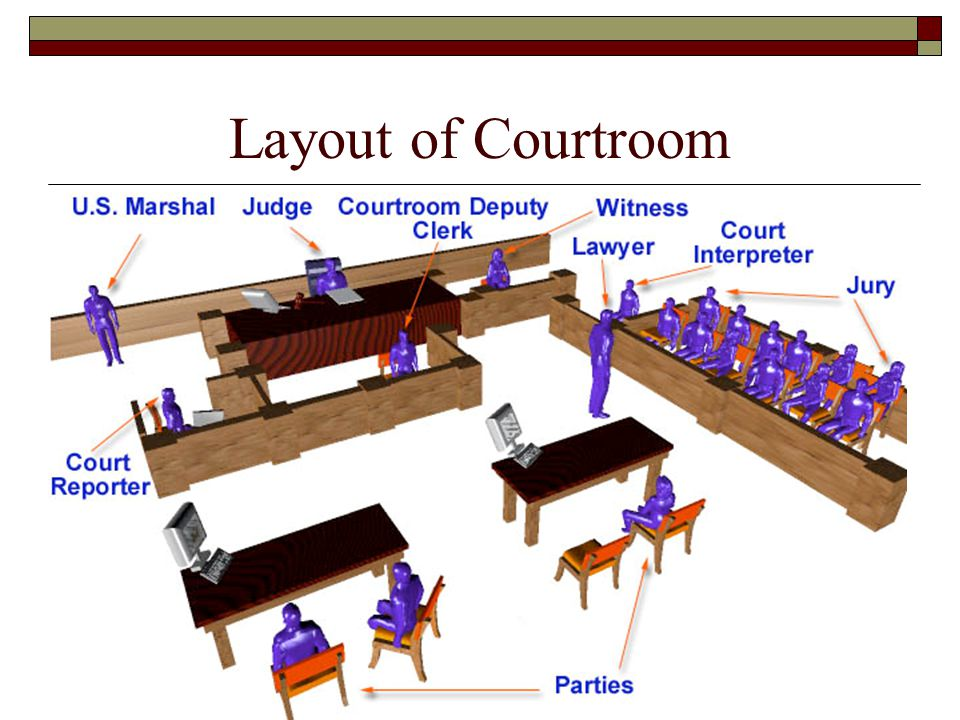 Layout of Courtroom
U.S. Marshal
Judge
Courtroom Deputy
Clerk
Witness
Lawyer
Court
Interpreter
Jury
Court
Reporter
Parties